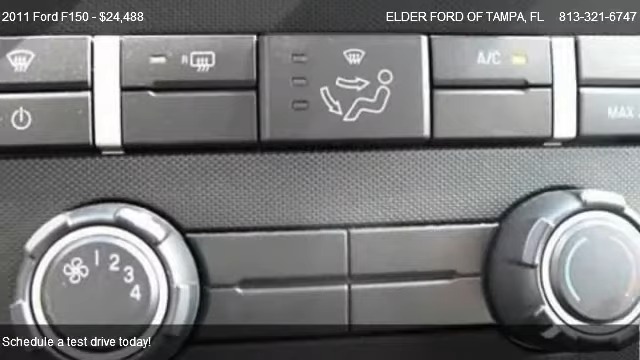 2011 Ford F150 - $24,488 ELDER FORD OF TAMPA, FL 813-321-6747
R A/C
MAX
1 2 3 4
Schedule a test drive today!